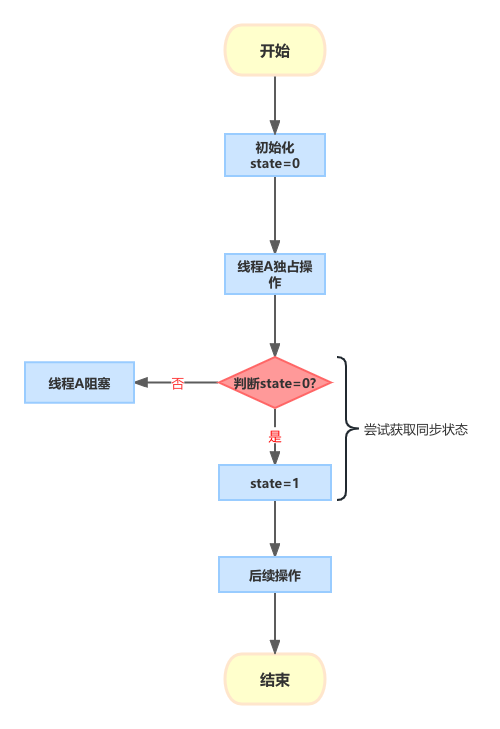 开始
初始化
state=0
线程A独占操
作
判断state=0?
否
线程A阻塞
是
尝试获取同步状态
state=1
后续操作
结束